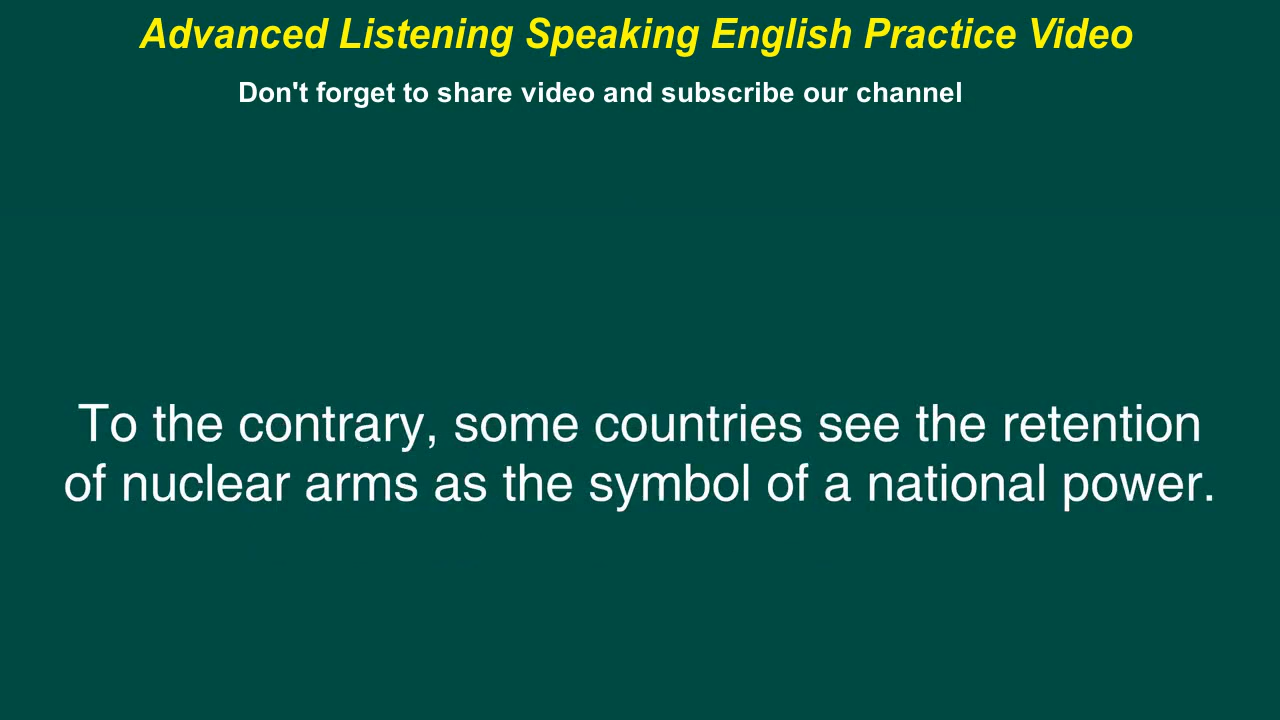 Advanced Listening Speaking English Practice Video
Don't forget to share video and subscribe our channel
To the contrary, some countries see the retention
of nuclear arms as the symbol of a national power.